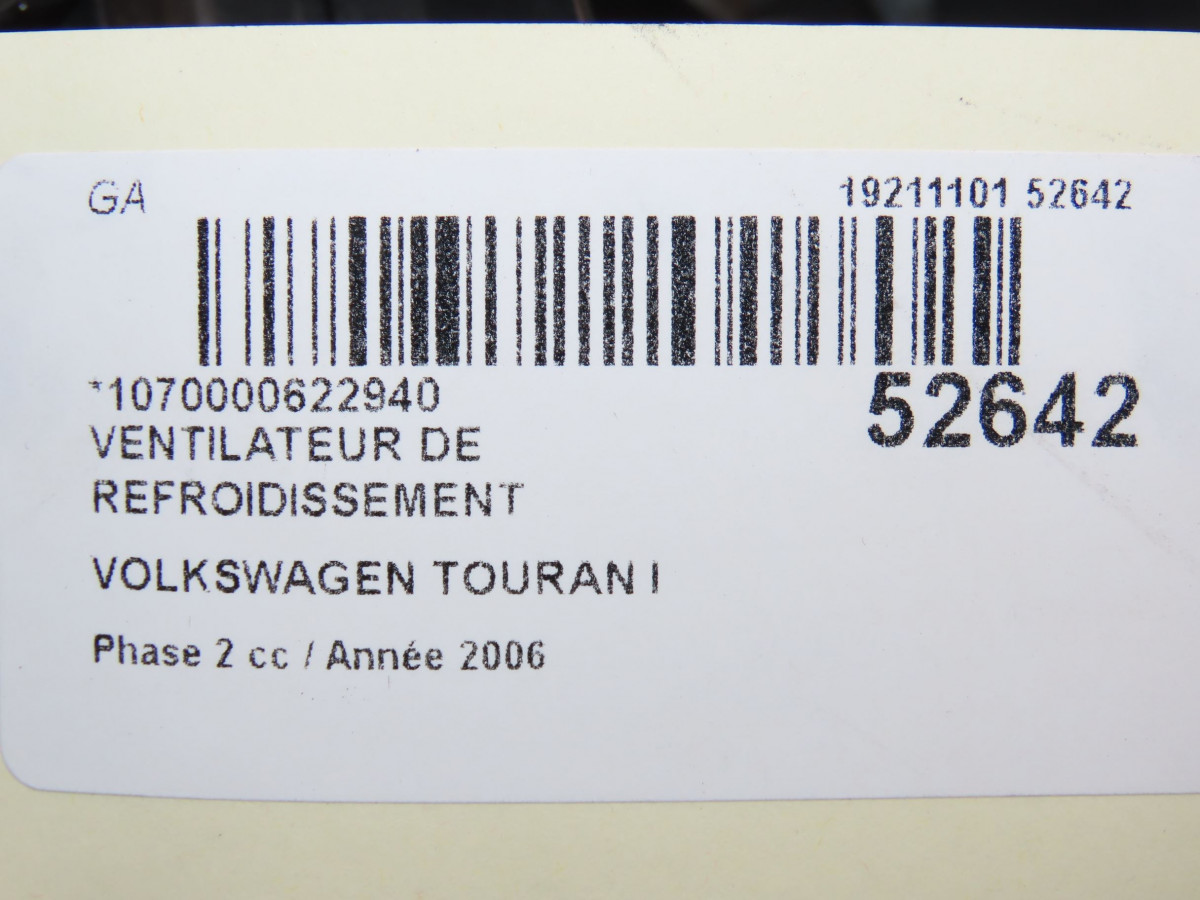 GA
19211101 52642
*1070000622940
52642
VENTILATEUR DE
REFROIDISSEMENT
VOLKSWAGEN TOURAN I
Phase 2 cc / Année 2006